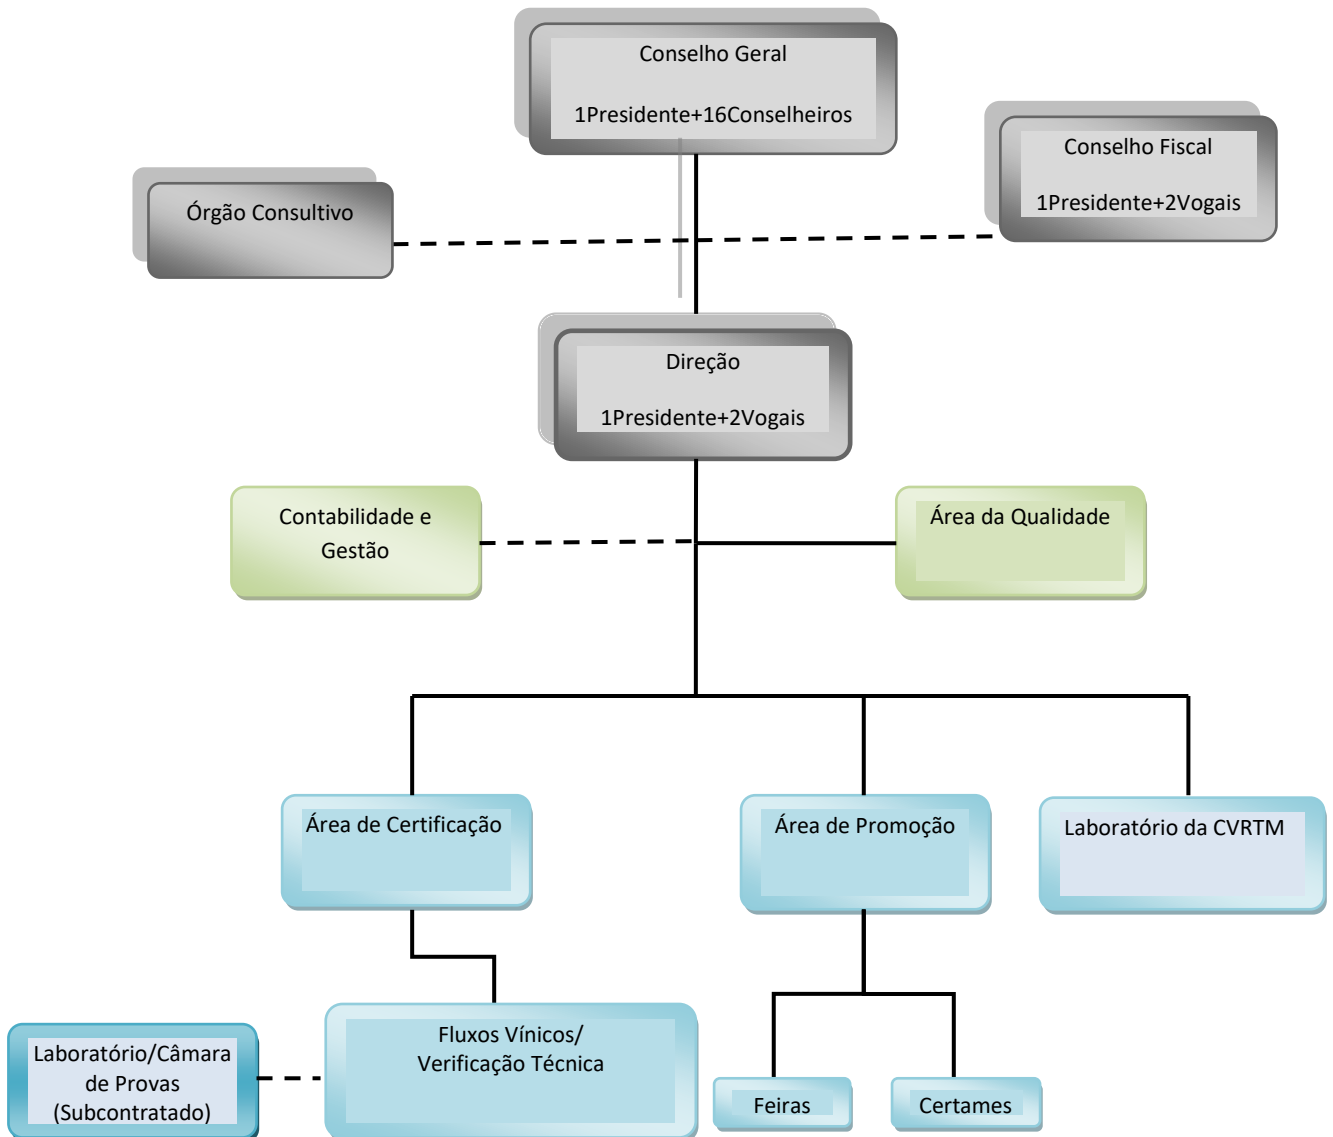 Conselho Geral
1Presidente+16Conselheiros
Conselho Fiscal
1Presidente+2Vogais
Órgão Consultivo
Direção
1Presidente+2Vogais
Contabilidade e
Gestão
Área da Qualidade
Área de Certificação
Área de Promoção
Laboratório da CVRTM
Fluxos Vínicos/
Verificação Técnica
Laboratório/Câmara
de Provas
(Subcontratado)
Feiras
Certames